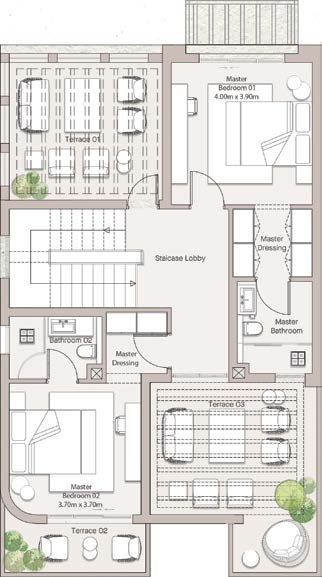 Master
Bedroom 01
4.00m x 3.90m
Terrace 01
Master
Dressing
Staicase Lobby
Master
Bathroom
Bathroom 02
Master
Dressing
Terrace 03
Master
Bedroom 02
3.70m x 3.70m
Terrace 02